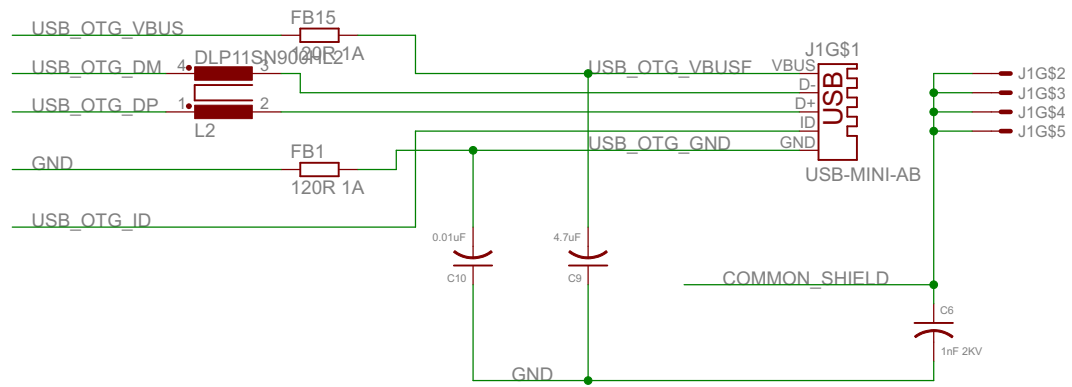 FB15
USB_OTG_VBUS
120R 1A
DLP11SN900HL2
J1G$1
USB_OTG_DM
4
3
USB_OTG_VBUSF
VBUS
J1G$2
D-
J1G$3
USB_OTG_DP
1
2
D+
J1G$4
L2
ID
J1G$5
USB
FB1
USB_OTG_GND
GND
GND
120R 1A
USB-MINI-AB
USB_OTG_ID
0.01uF
4.7uF
C10
C9
COMMON_SHIELD
C6
1nF 2KV
GND